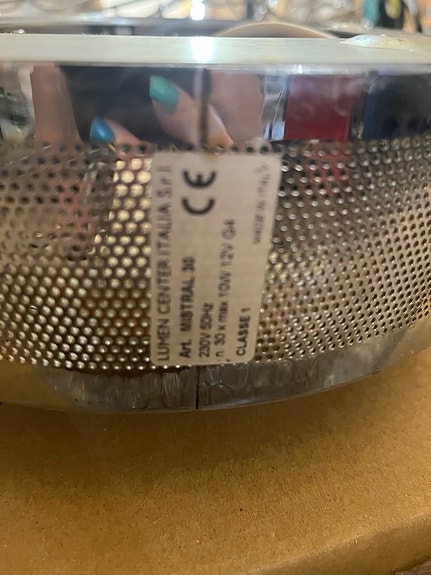 LUMEN CENTER ITALIA S.r.l.
Art. MISTRAL 30
230V 50Hz
n. 30 x max 10W 12V G4
CLASSE 1
CE
MADE IN ITALY